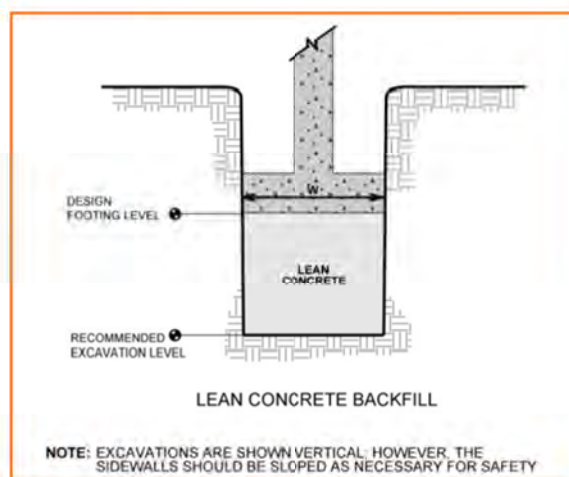 W
DESIGN
FOOTING LEVEL
LEAN
CONCRETE
RECOMMENDED
EXCAVATION LEVEL
LEAN CONCRETE BACKFILL
NOTE: EXCAVATIONS ARE SHOWN VERTICAL; HOWEVER, THE
SIDEWALLS SHOULD BE SLOPED AS NECESSARY FOR SAFETY